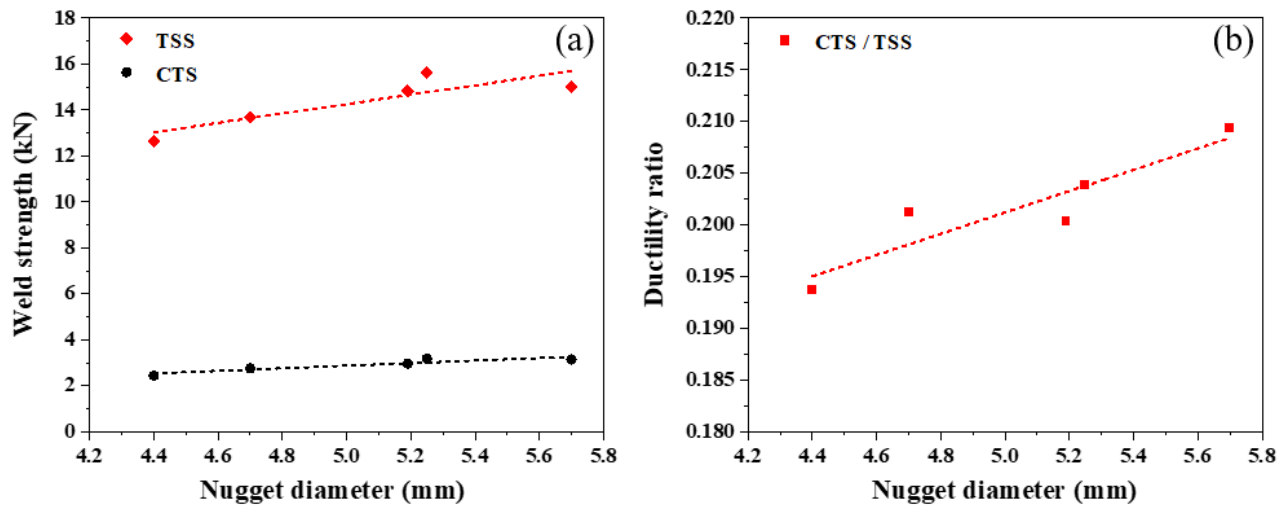 (a)
TSS
CTS
Weld strength (kN)
18
16
14
12
10
8
6
4
2
0
4.2 4.4 4.6 4.8 5.0 5.2 5.4 5.6 5.8
Nugget diameter (mm)
(b)
CTS / TSS
Ductility ratio
0.220
0.215
0.210
0.205
0.200
0.195
0.190
0.185
0.180
4.2 4.4 4.6 4.8 5.0 5.2 5.4 5.6 5.8
Nugget diameter (mm)